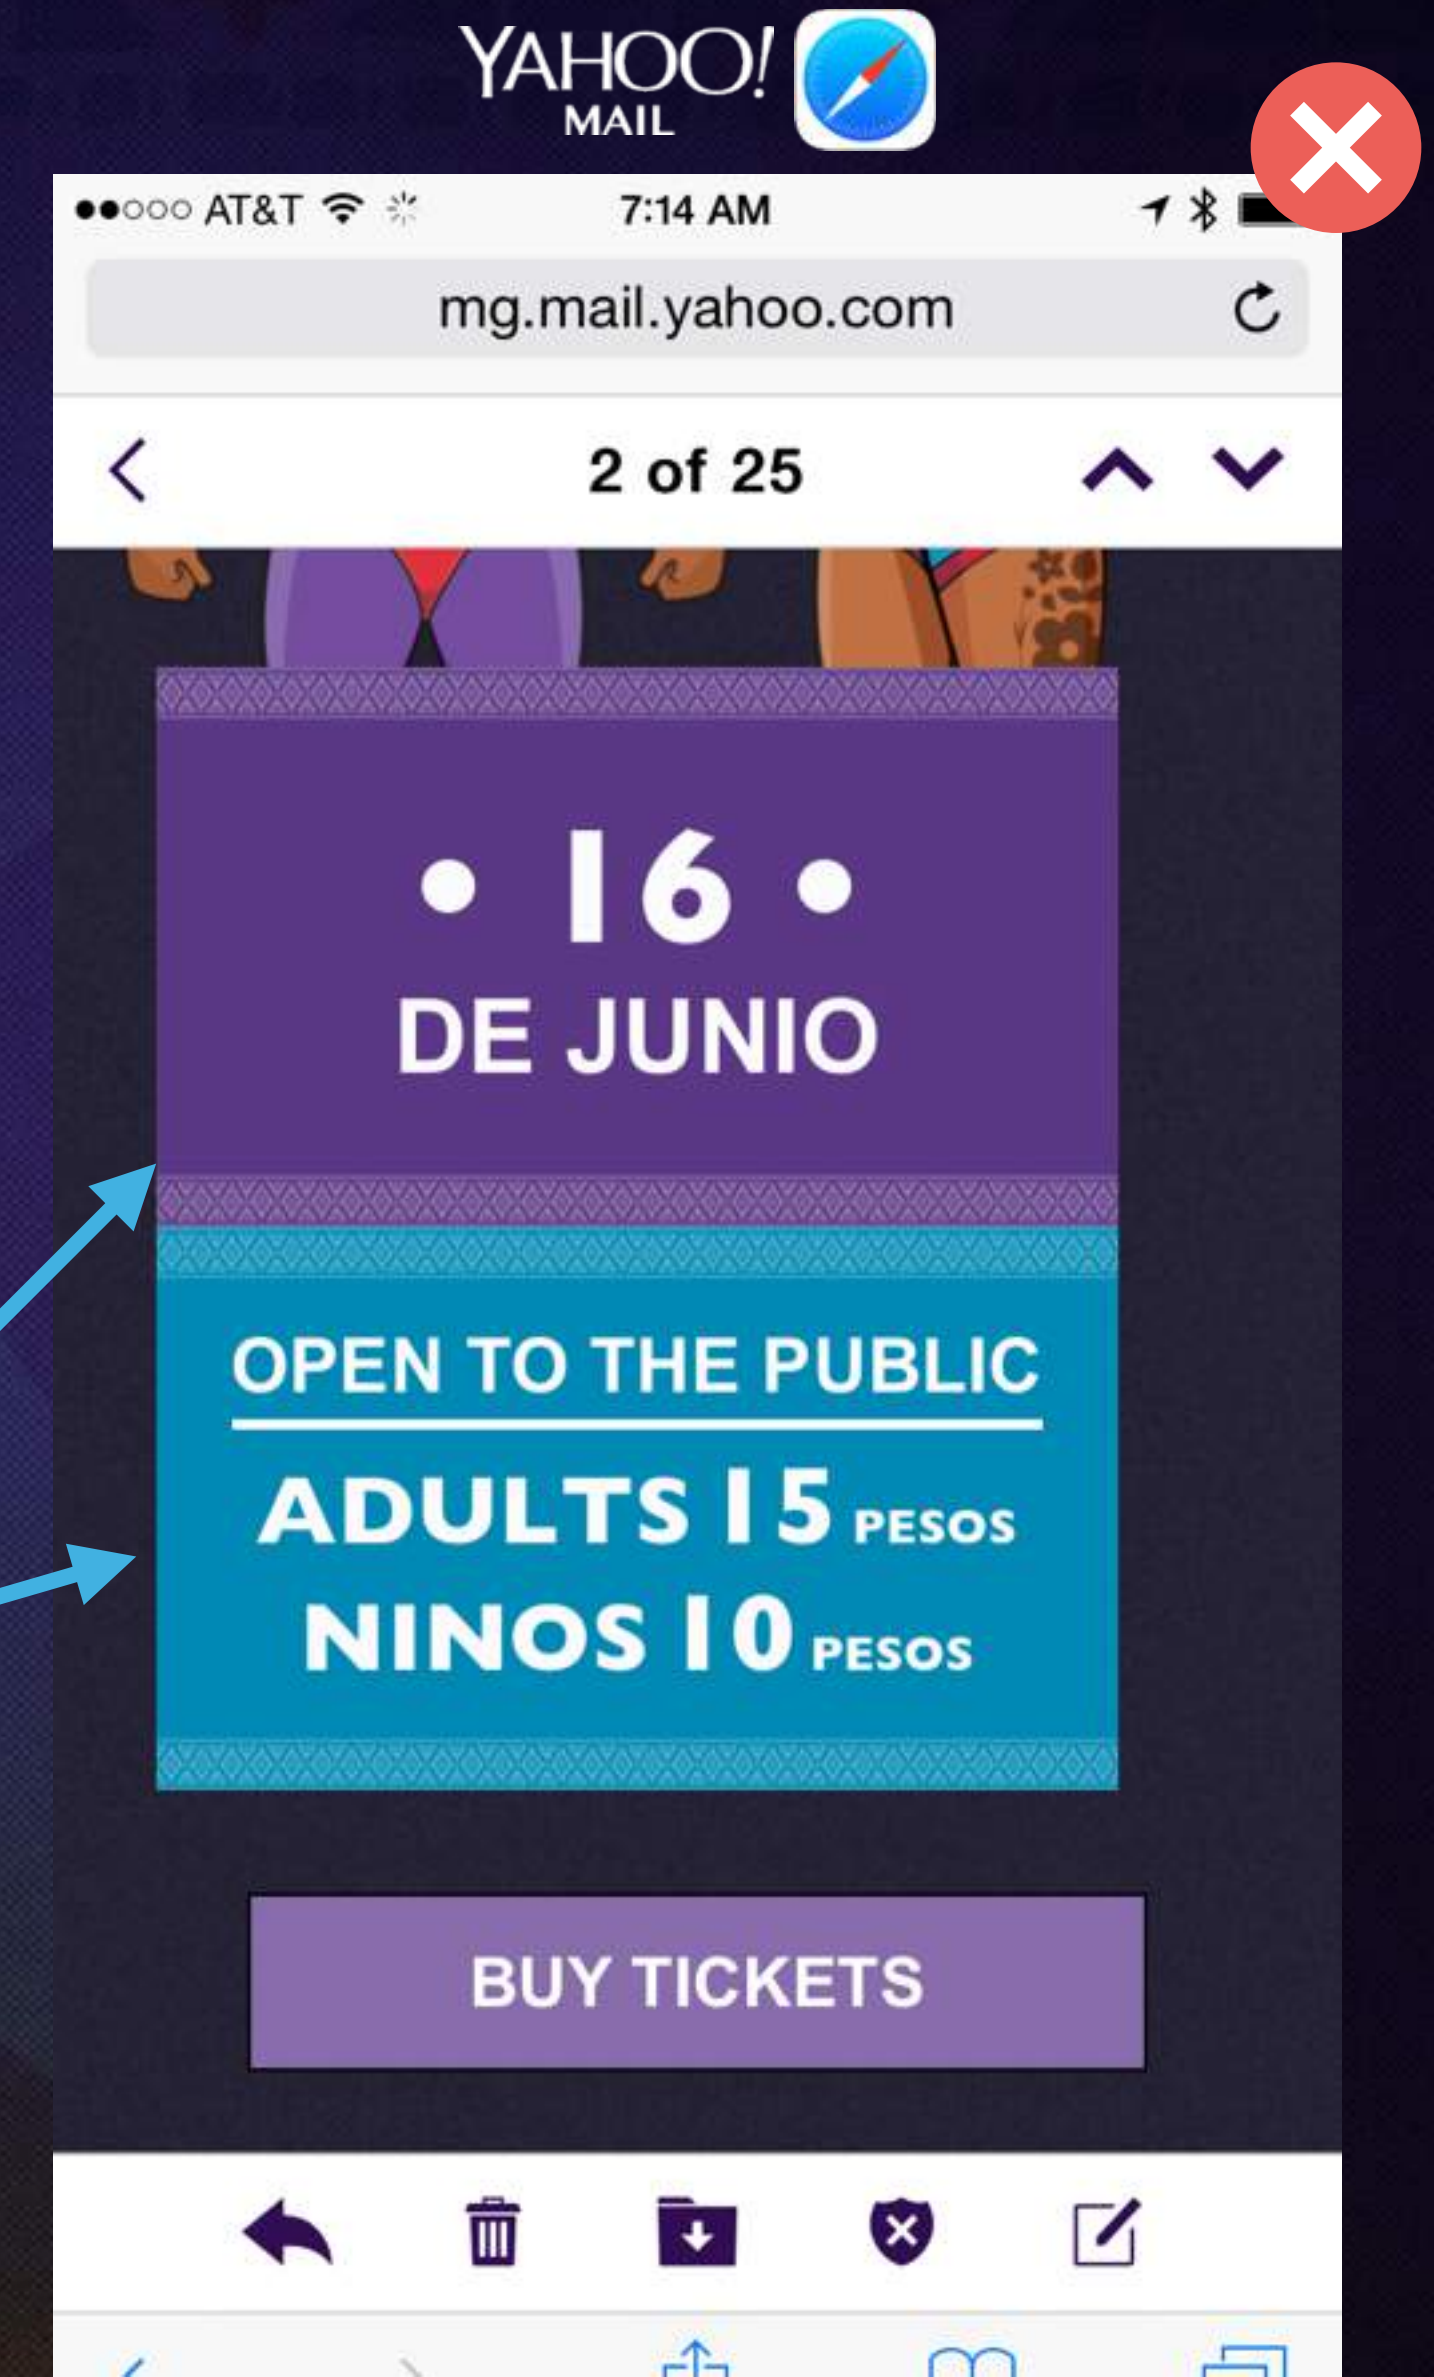 YAHOO!
MAIL
AT&T 7:14 AM
mg.mail.yahoo.com
2 of 25
• 16 •
DE JUNIO
OPEN TO THE PUBLIC
ADULTS 15 PESOS
NINOS 10 PESOS
BUY TICKETS